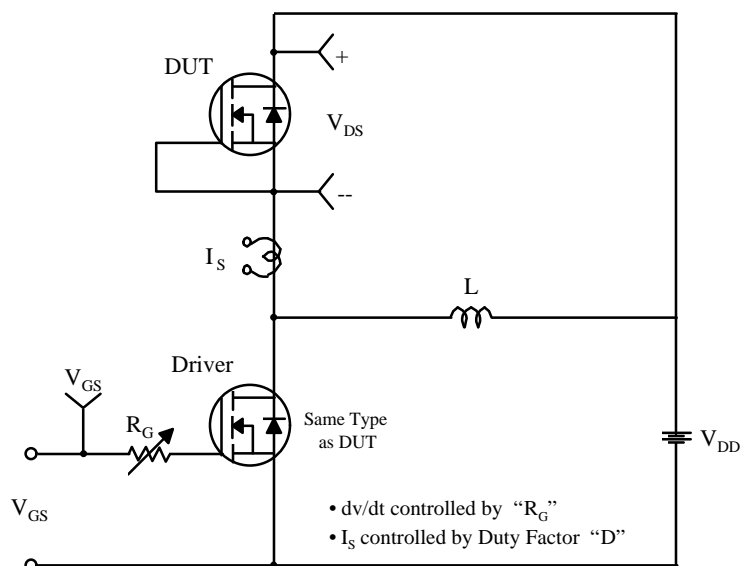 DUT
+
V_DS
--
I_S
L
Driver
V_GS
R_G
Same Type
as DUT
V_DD
V_GS
• dv/dt controlled by “R_G”
• I_S controlled by Duty Factor “D”